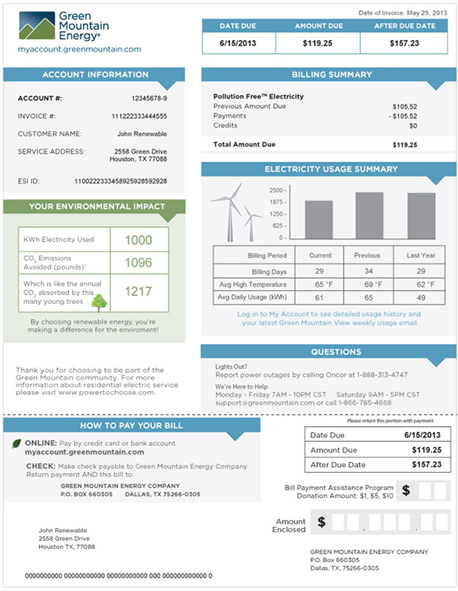 Green
Mountain
Energy®
myaccount.greenmountain.com
Date of Invoice: May 25, 2013
DATE DUE AMOUNT DUE AFTER DUE DATE
6/15/2013 $119.25 $157.23
ACCOUNT INFORMATION
ACCOUNT #: 12345678-9
INVOICE #: 111222333444555
CUSTOMER NAME: John Renewable
SERVICE ADDRESS: 2558 Green Drive
Houston, TX 77088
ESI ID: 1100222333458925928592928
BILLING SUMMARY
Pollution Free™ Electricity
Previous Amount Due $105.52
Payments - $105.52
Credits $0
Total Amount Due $119.25
YOUR ENVIRONMENTAL IMPACT
KWh Electricity Used 1000
CO2 Emissions
Avoided (pounds)¹ 1096
Which is like the annual
CO2 absorbed by this
many young trees 1217
By choosing renewable energy, you're
making a difference for the enviroment!
ELECTRICITY USAGE SUMMARY
2500
1875
1250
625
0
Billing Period Current Previous Last Year
Billing Days 29 34 29
Avg High Temperature 65 °F 69 °F 62 °F
Avg Daily Usage (kWh) 61 65 49
Log in to My Account to see detailed usage history and
your latest Green Mountain View weekly usage email.
Thank you for choosing to be part of the
Green Mountain community. For more
information about residential electric service
please visit www.powertochoose.com.
QUESTIONS
Lights Out?
Report power outages by calling Oncor at 1-888-313-4747
We're Here to Help
Monday - Friday 7AM - 10PM CST Saturday 9AM - 5PM CST
support@greenmountain.com or call 1-866-785-4668
HOW TO PAY YOUR BILL
ONLINE: Pay by credit card or bank account
myaccount.greenmountain.com
CHECK: Make check payable to Green Mountain Energy Company.
Return payment AND this bill to:
GREEN MOUNTAIN ENERGY COMPANY
P.O. BOX 660305 DALLAS, TX 75266-0305
Please return this portion with payment
Date Due 6/15/2013
Amount Due $119.25
After Due Date $157.23
Bill Payment Assistance Program
Donation Amount: $1, $5, $10 $
Amount
Enclosed $ , .
John Renewable
2558 Green Drive
Houston TX, 77088
GREEN MOUNTAIN ENERGY COMPANY
P.O. Box 660305
Dallas, TX, 75266-0305